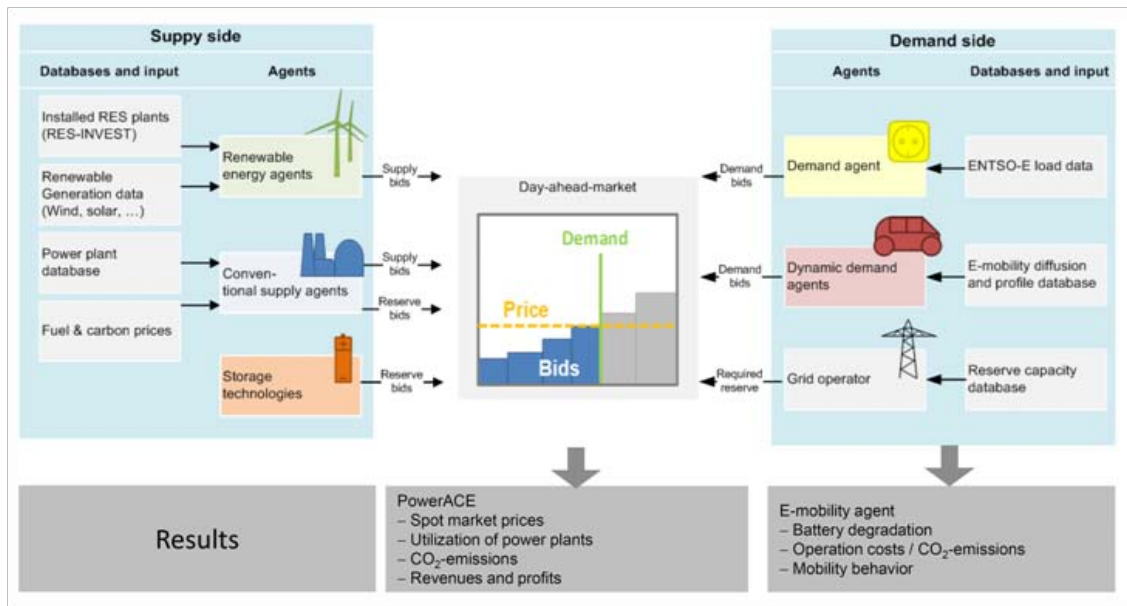 Suppy side
Databases and input
Agents
Installed RES plants
(RES-INVEST)
Renewable
Generation data
(Wind, solar, …)
Power plant
database
Fuel & carbon prices
Renewable
energy agents
Conven-
tional supply agents
Storage
technologies
Supply
bids
Supply
bids
Reserve
bids
Reserve
bids
Day-ahead-market
Demand
Price
Bids
Demand
bids
Demand
bids
Required
reserve
Demand side
Agents
Databases and input
Demand agent
ENTSO-E load data
Dynamic demand
agents
E-mobility diffusion
and profile database
Grid operator
Reserve capacity
database
Results
PowerACE
– Spot market prices
– Utilization of power plants
– CO₂-emissions
– Revenues and profits
E-mobility agent
– Battery degradation
– Operation costs / CO₂-emissions
– Mobility behavior